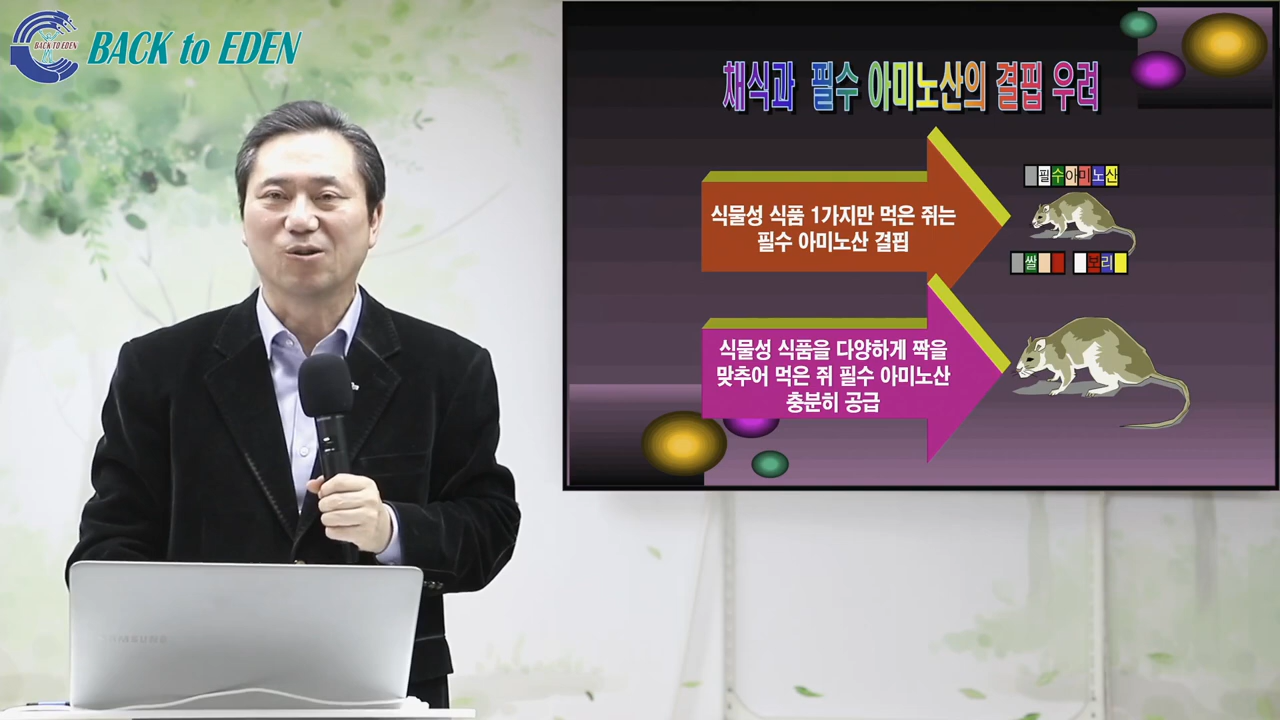 BACK TO EDEN
BACK to EDEN
채식과 필수 아미노산의 결핍 우려
식물성 식품 1가지만 먹은 쥐는
필수 아미노산 결핍
필수아미노산
쌀
보리
식물성 식품을 다양하게 짝을
맞추어 먹은 쥐 필수 아미노산
충분히 공급
SAMSUNG